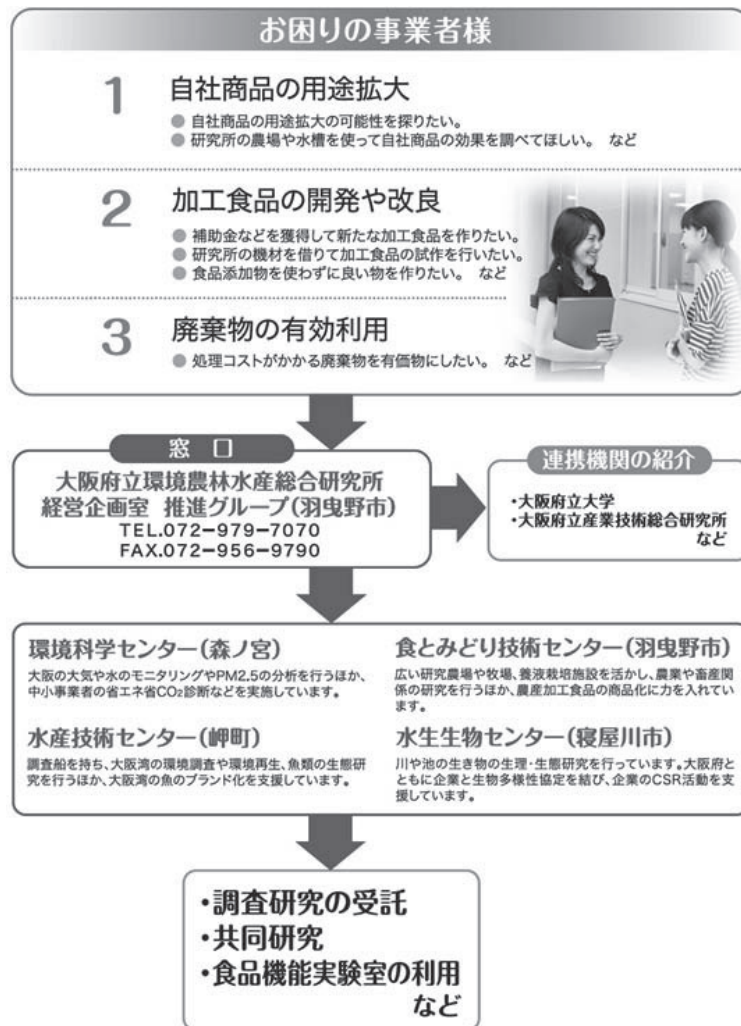 お困りの事業者様
1 自社商品の用途拡大
● 自社商品の用途拡大の可能性を探りたい。
● 研究所の農場や水槽を使って自社商品の効果を調べてほしい。 など
2 加工食品の開発や改良
● 補助金などを獲得して新たな加工食品を作りたい。
● 研究所の機材を借りて加工食品の試作を行いたい。
● 食品添加物を使わずに良い物を作りたい。 など
3 廃棄物の有効利用
● 処理コストがかかる廃棄物を有価物にしたい。 など
窓 口
大阪府立環境農林水産総合研究所
経営企画室 推進グループ(羽曳野市)
TEL.072-979-7070
FAX.072-956-9790
連携機関の紹介
・大阪府立大学
・大阪府立産業技術総合研究所
など
環境科学センター(森ノ宮)
大阪の大気や水のモニタリングやPM2.5の分析を行うほか、
中小事業者の省エネ省CO₂診断などを実施しています。
食とみどり技術センター(羽曳野市)
広い研究農場や牧場、養液栽培施設を活かし、農業や畜産関
係の研究を行うほか、農産加工食品の商品化に力を入れてい
ます。
水産技術センター(岬町)
調査船を持ち、大阪湾の環境調査や環境再生、魚類の生態研
究を行うほか、大阪湾の魚のブランド化を支援しています。
水生生物センター(寝屋川市)
川や池の生き物の生理・生態研究を行っています。大阪府と
ともに企業と生物多様性協定を結び、企業のCSR活動を支
援しています。
・調査研究の受託
・共同研究
・食品機能実験室の利用
など